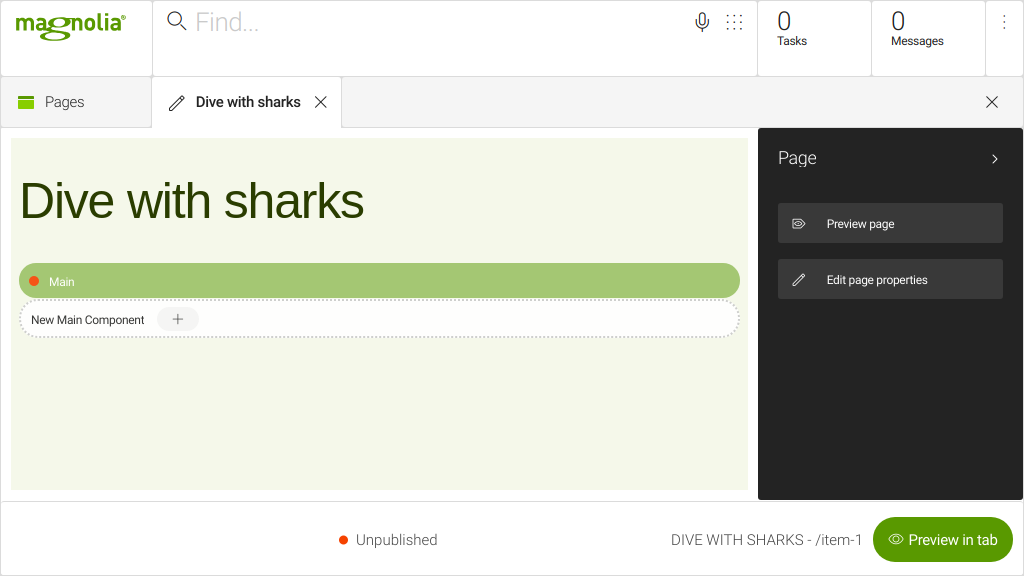 magnolia®
Find...
0
Tasks
0
Messages
Pages
Dive with sharks
Dive with sharks
Main
New Main Component
Page
Preview page
Edit page properties
Unpublished
DIVE WITH SHARKS - /item-1
Preview in tab